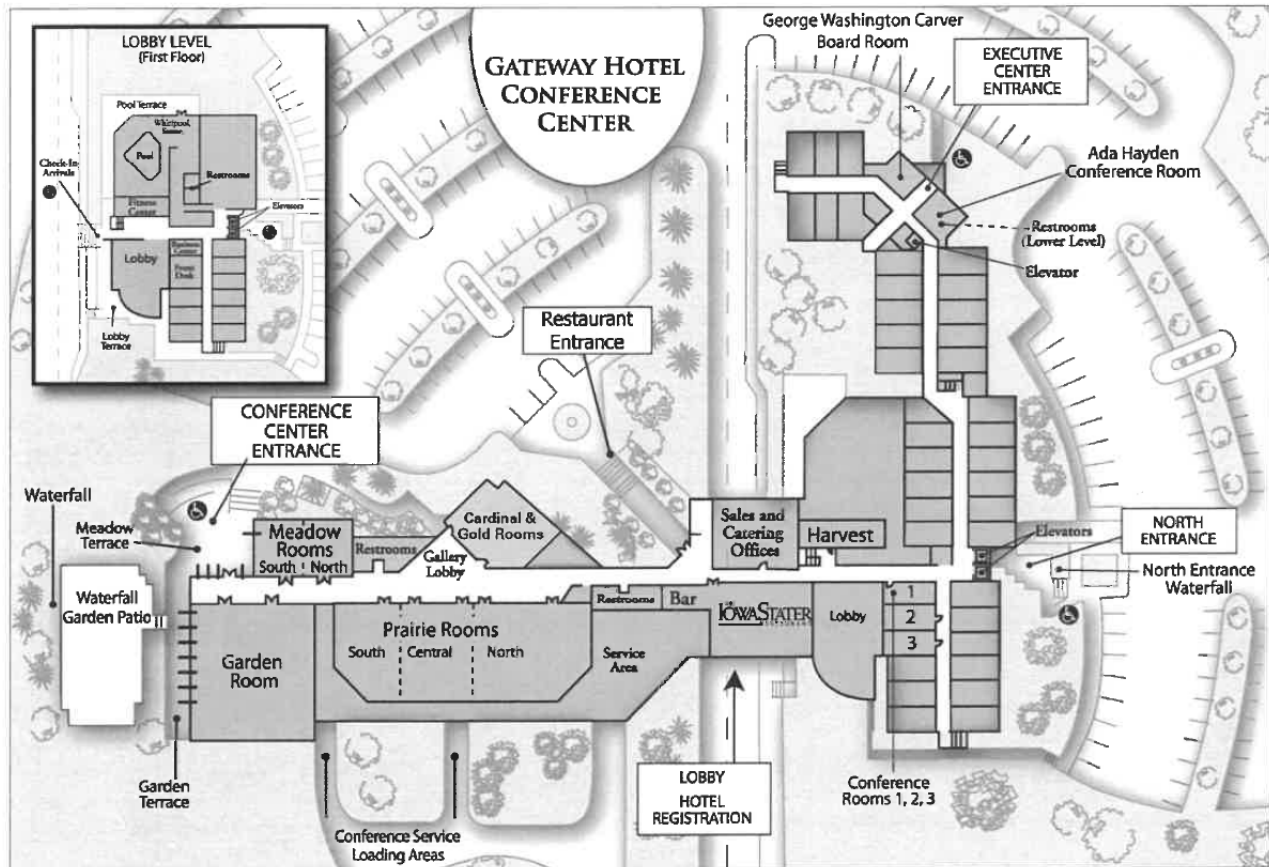 LOBBY LEVEL
(First Floor)
Pool Terrace
Whirlpool,
Sauna
Pool
Check-In
Arrivals
Restrooms
Fitness
Center
Elevators
Business
Center
Lobby
Front
Desk
Lobby
Terrace
GATEWAY HOTEL
CONFERENCE
CENTER
George Washington Carver
Board Room
EXECUTIVE
CENTER
ENTRANCE
Ada Hayden
Conference Room
Restrooms
(Lower Level)
Elevator
Restaurant
Entrance
CONFERENCE
CENTER
ENTRANCE
Waterfall
Meadow
Terrace
Meadow
Rooms
South North
Restrooms
Gallery
Lobby
Cardinal &
Gold Rooms
Sales and
Catering
Offices
Harvest
Elevators
NORTH
ENTRANCE
North Entrance
Waterfall
Waterfall
Garden Patio
Restrooms
Bar
IOWASTATER
Lobby
1
2
3
Prairie Rooms
South Central North
Garden
Room
Service
Area
Garden
Terrace
Conference Service
Loading Areas
LOBBY
HOTEL
REGISTRATION
Conference
Rooms 1, 2, 3